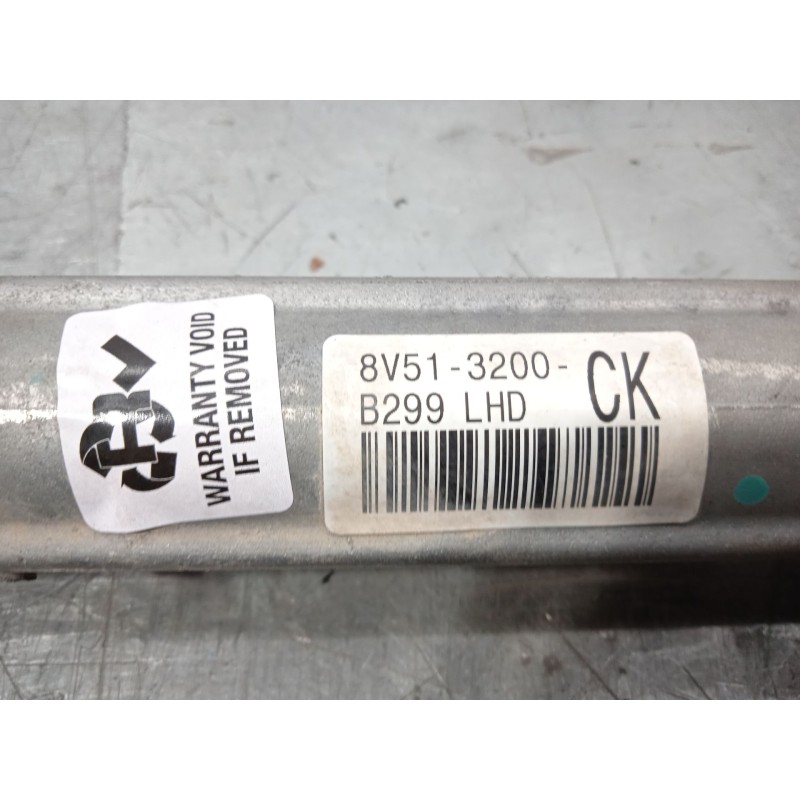 WARRANTY VOID
IF REMOVED
8V51-3200-
B299 LHD
CK